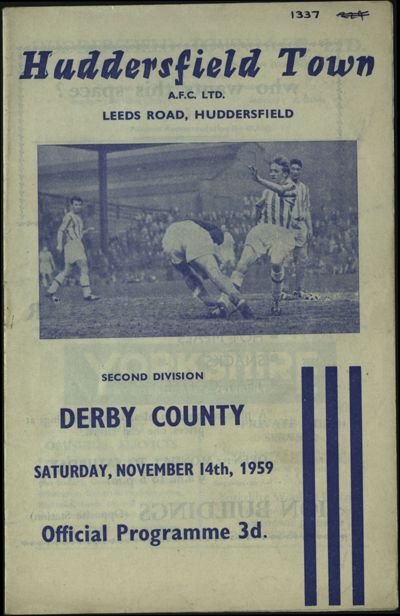 1337
Huddersfield Town
A.F.C. LTD.
LEEDS ROAD, HUDDERSFIELD
SECOND DIVISION
DERBY COUNTY
SATURDAY, NOVEMBER 14th, 1959
Official Programme 3d.